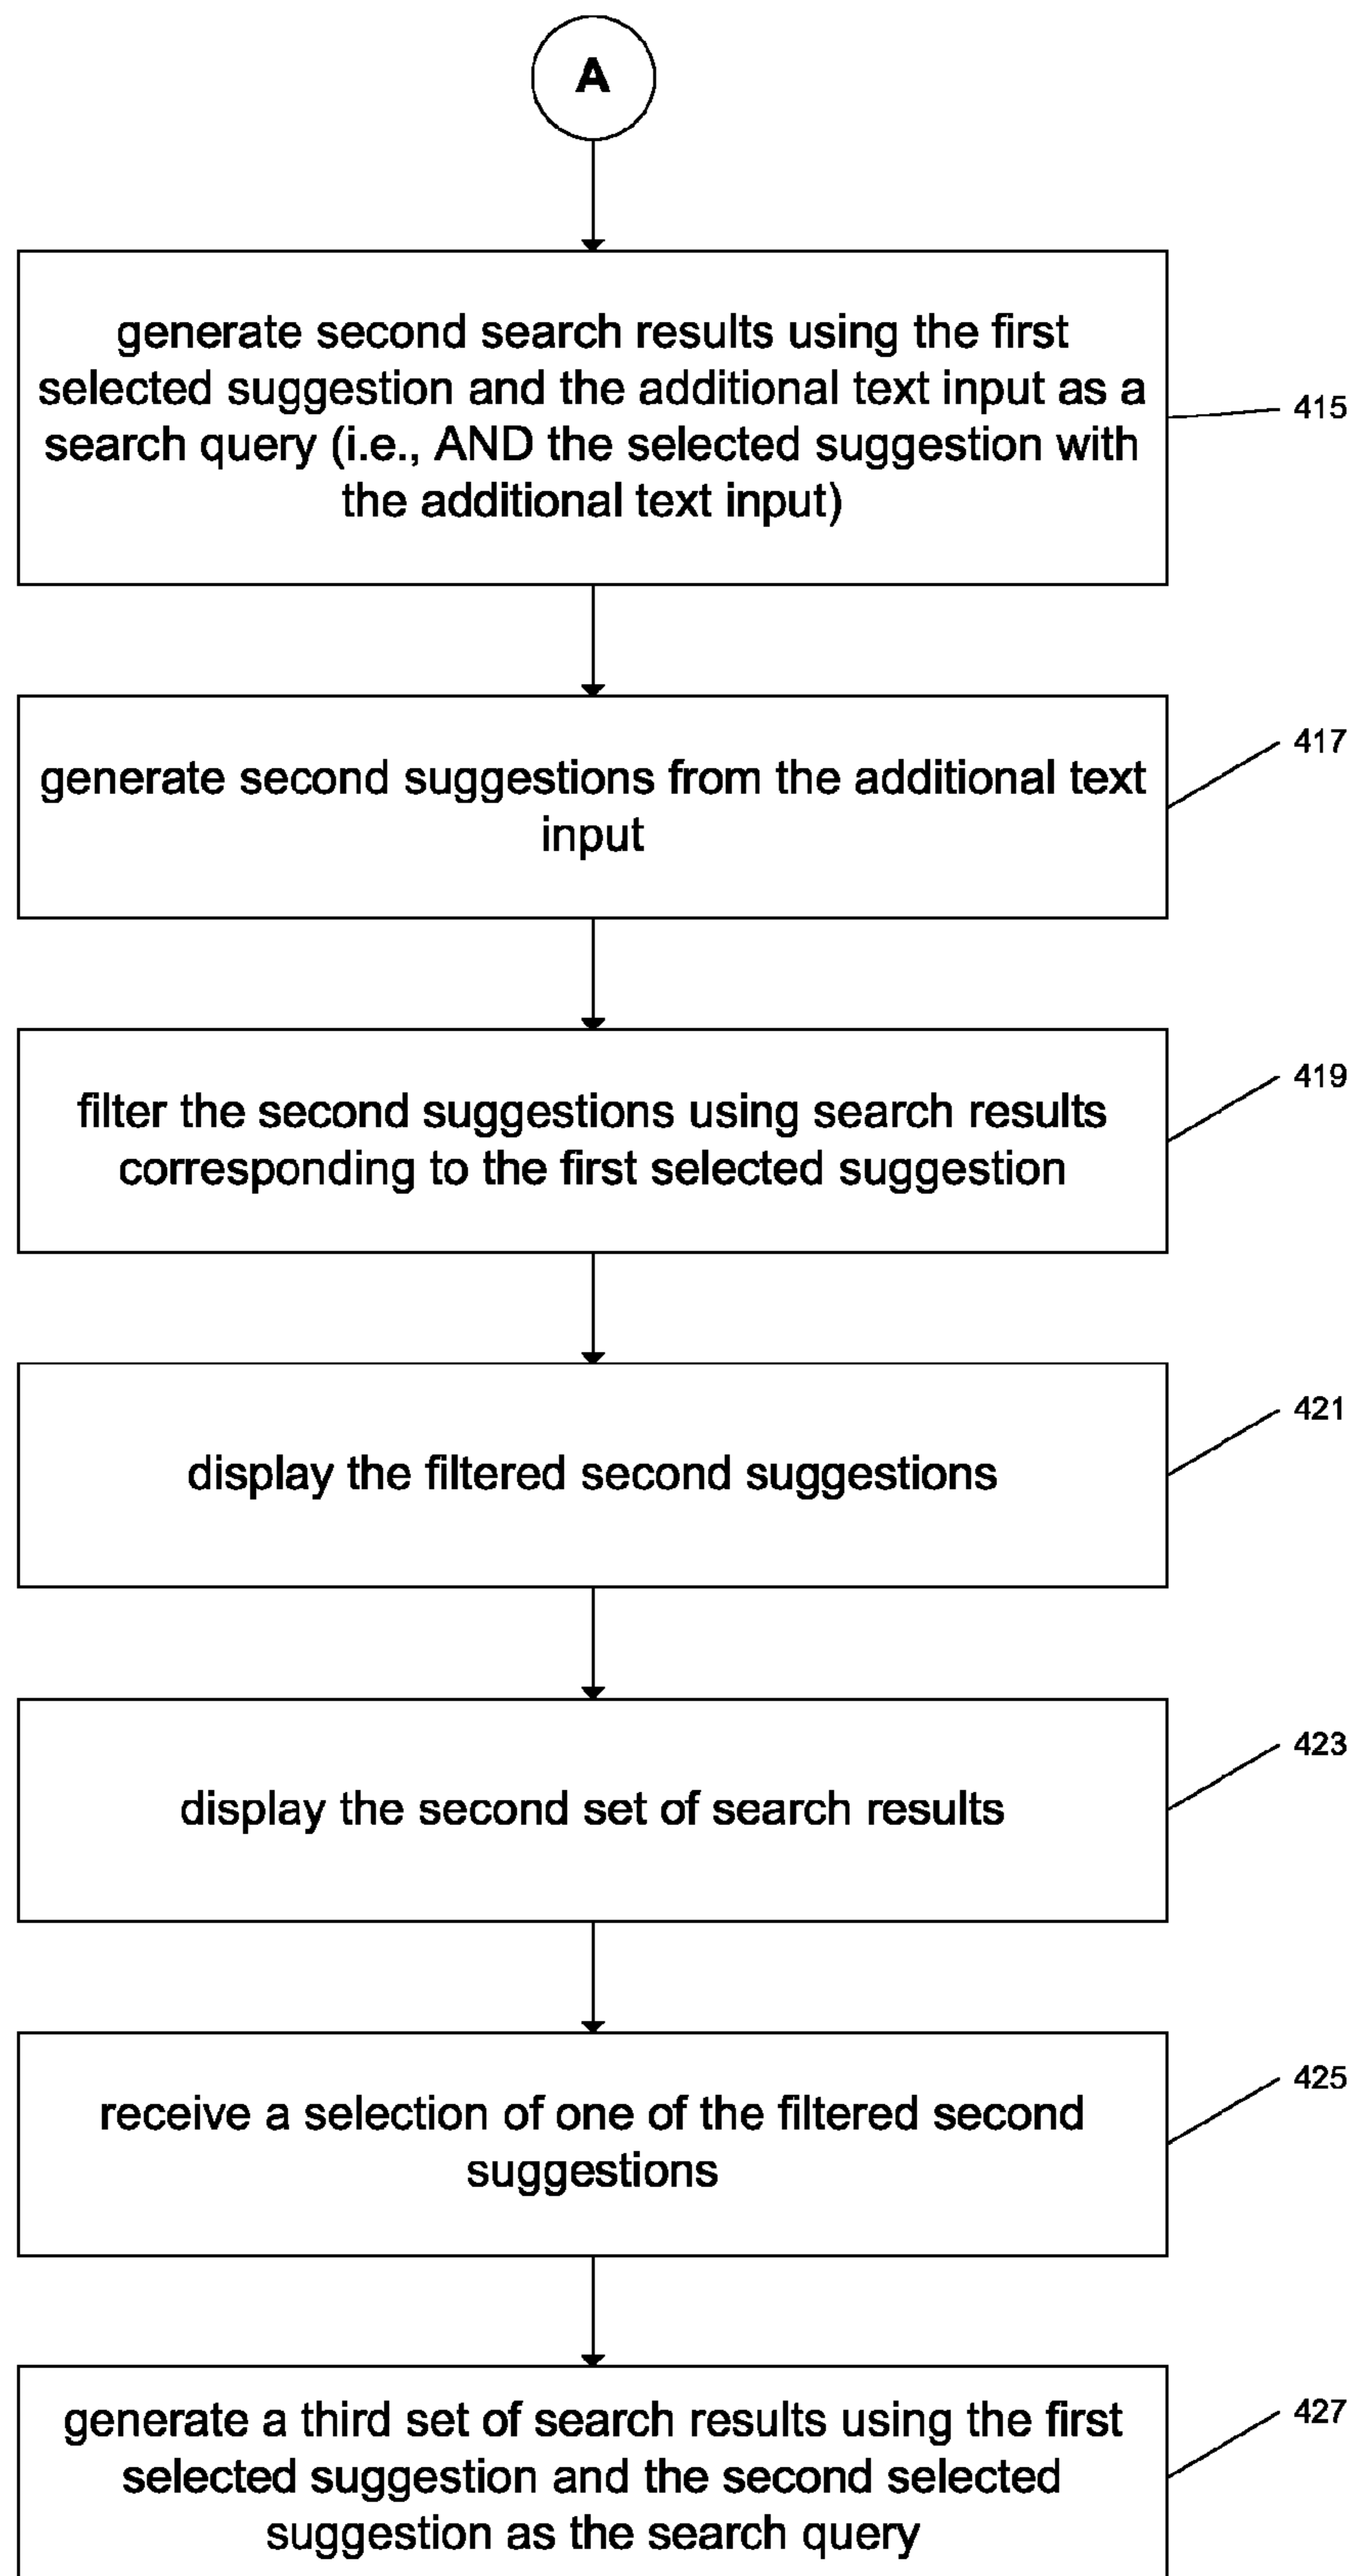 A
generate second search results using the first
selected suggestion and the additional text input as a
search query (i.e., AND the selected suggestion with
the additional text input)
415
generate second suggestions from the additional text
input
417
filter the second suggestions using search results
corresponding to the first selected suggestion
419
display the filtered second suggestions
421
display the second set of search results
423
receive a selection of one of the filtered second
suggestions
425
generate a third set of search results using the first
selected suggestion and the second selected
suggestion as the search query
427